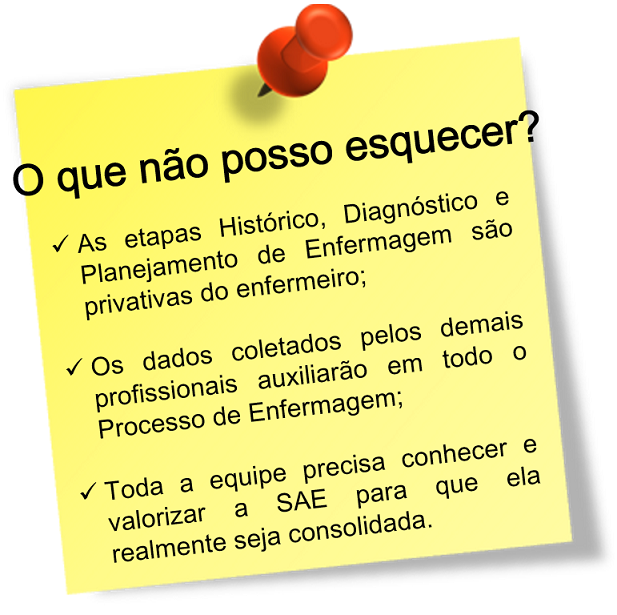 O que não posso esquecer?
✓ As etapas Histórico, Diagnóstico e
Planejamento de Enfermagem são
privativas do enfermeiro;
✓ Os dados coletados pelos demais
profissionais auxiliarão em todo o
Processo de Enfermagem;
✓ Toda a equipe precisa conhecer e
valorizar a SAE para que ela
realmente seja consolidada.